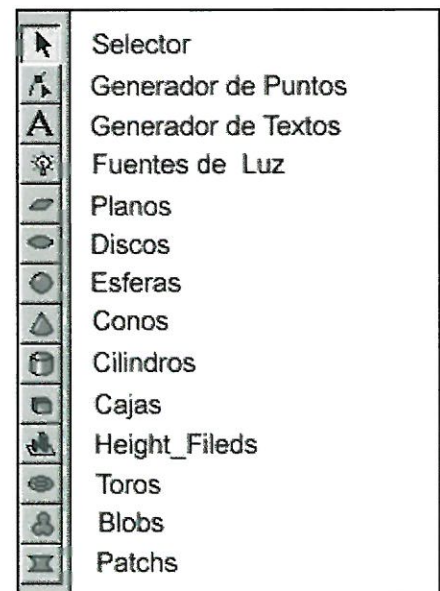 Selector
Generador de Puntos
A Generador de Textos
Fuentes de Luz
Planos
Discos
Esferas
Conos
Cilindros
Cajas
Height_Fileds
Toros
Blobs
Patchs